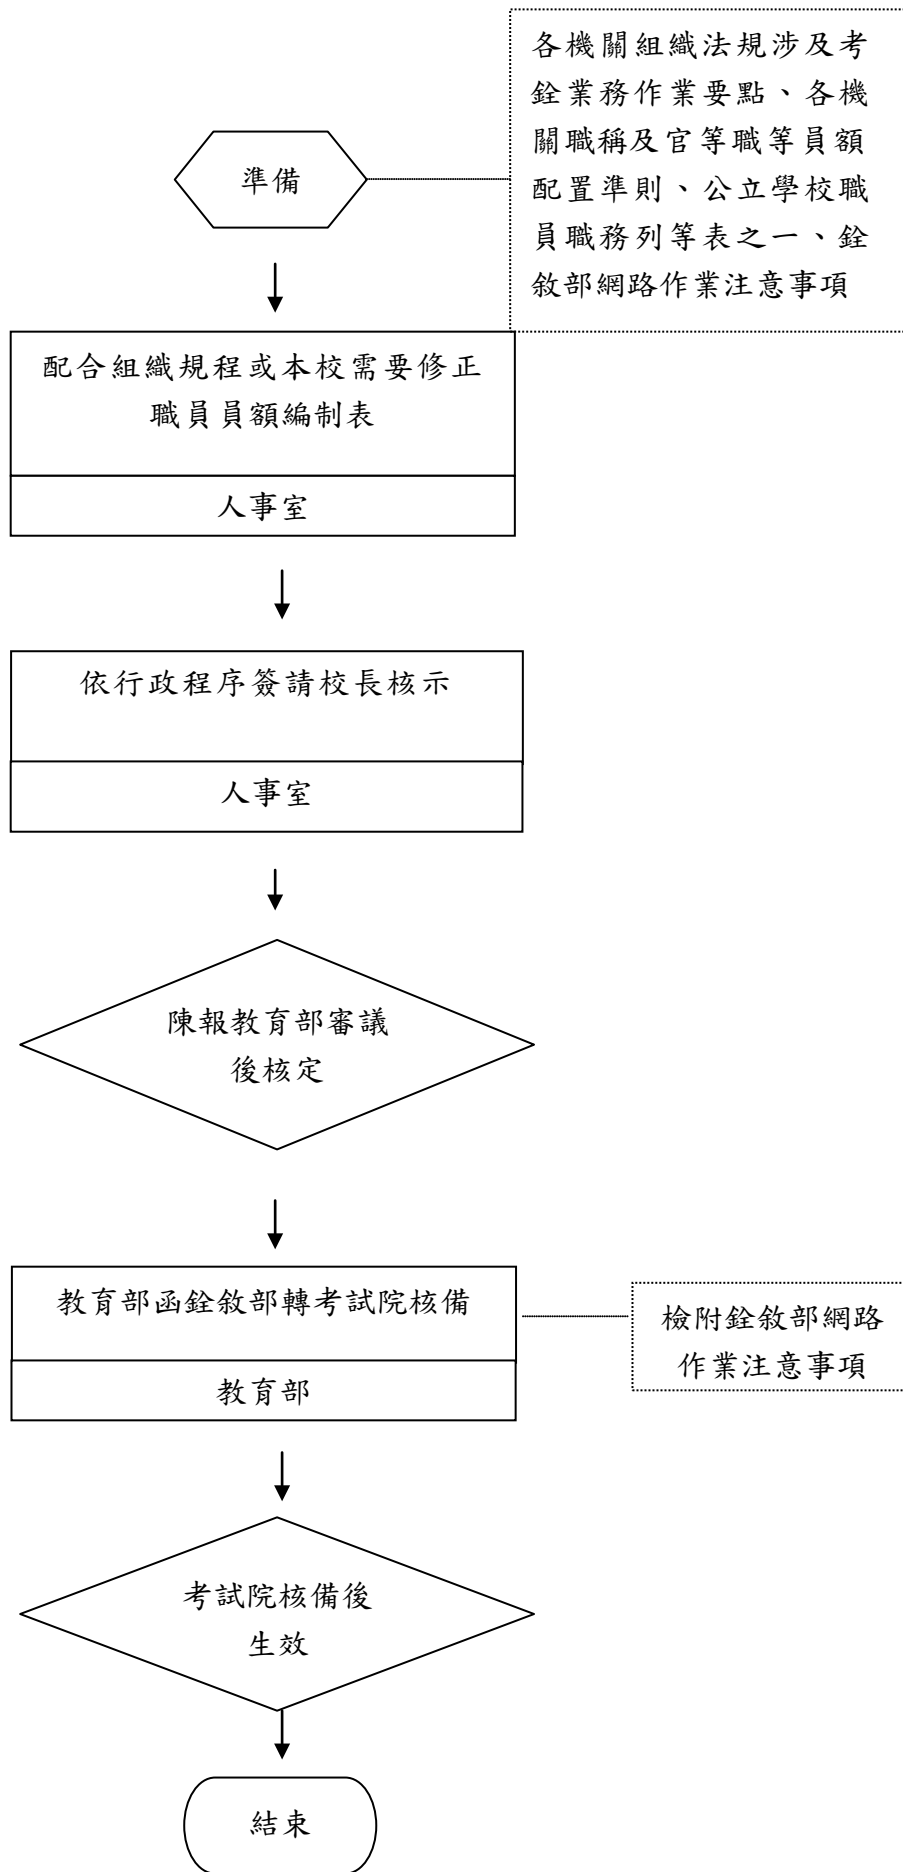 各機關組織法規涉及考
銓業務作業要點、各機
關職稱及官等職等員額
配置準則、公立學校職
員職務列等表之一、銓
敘部網路作業注意事項
準備
配合組織規程或本校需要修正
職員員額編制表
人事室
依行政程序簽請校長核示
人事室
陳報教育部審議
後核定
教育部函銓敘部轉考試院核備
教育部
檢附銓敘部網路
作業注意事項
考試院核備後
生效
結束